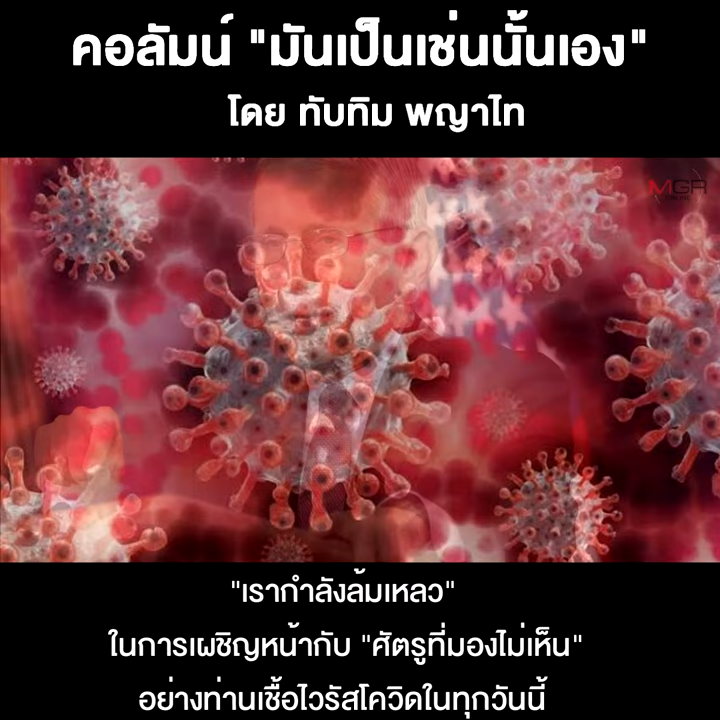 คอลัมน์ "มันเป็นเช่นนั้นเอง"
โดย ทับทิม พญาไท
MGR
"เรากำลังล้มเหลว"
ในการเผชิญหน้ากับ "ศัตรูที่มองไม่เห็น"
อย่างท่านเชื้อไวรัสโควิดในทุกวันนี้